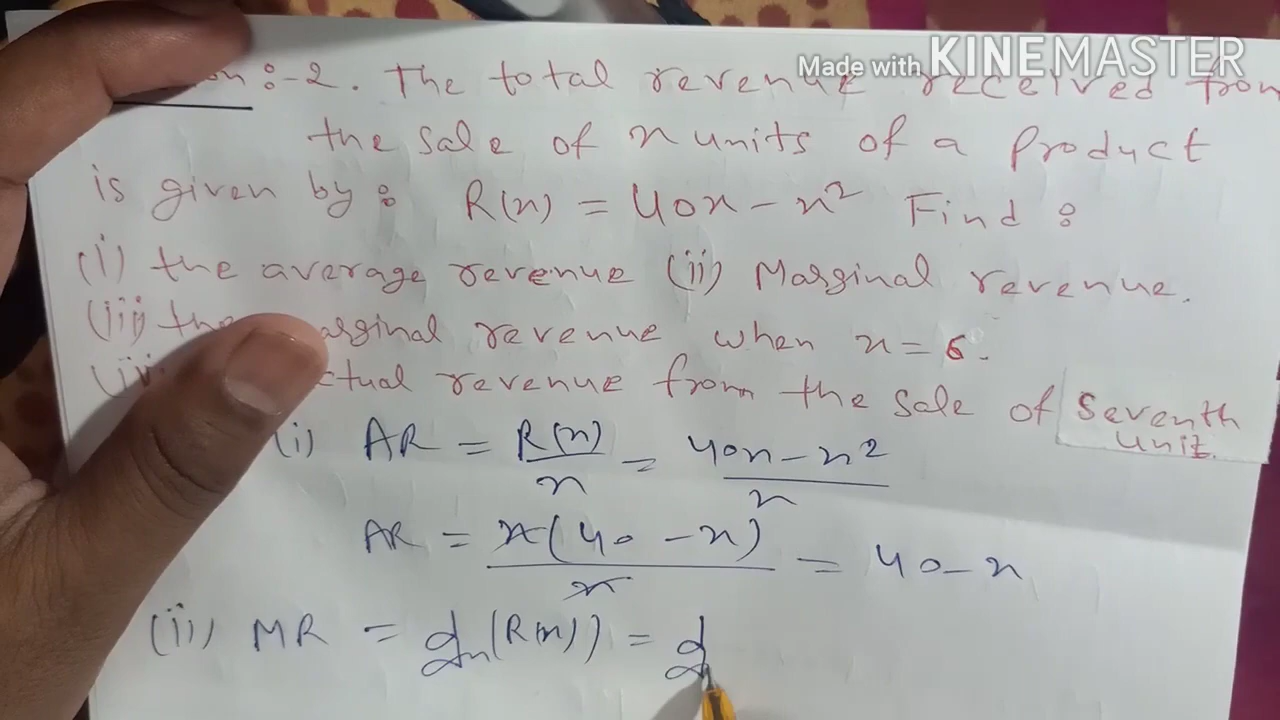 Made with KINEMASTER
:-2. The total revenue received from
the sale of x units of a product
is given by: R(x) = 40x - x² Find :
(i) the average revenue (ii) Marginal revenue.
(iii) the marginal revenue when x = 6.
revenue from the sale of Seventh
unit.
(i) AR = R(x)/x = 40x - x²/x
AR = x(40 - x)/x = 40 - x
(ii) MR = d/dx (R(x)) = d